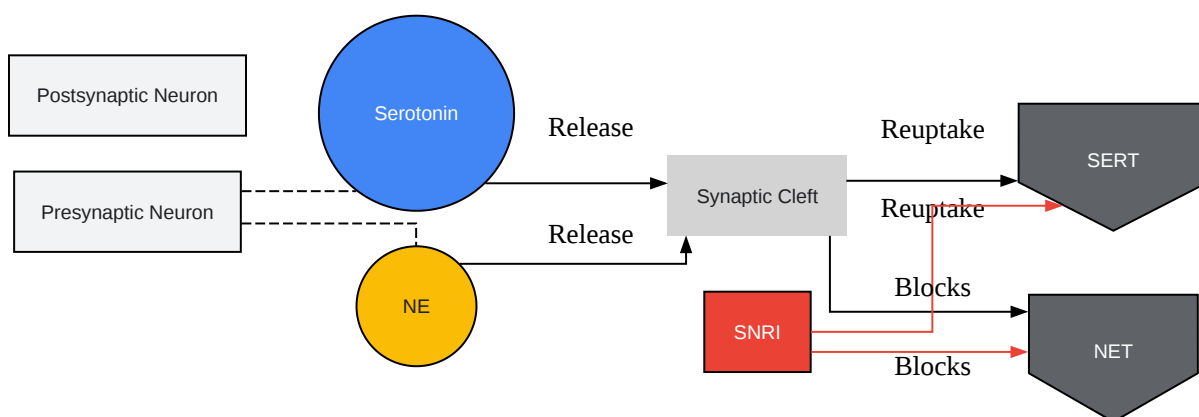 Postsynaptic Neuron
Serotonin
Release
Reuptake
SERT
Presynaptic Neuron
Synaptic Cleft
Reuptake
Release
NE
Blocks
SNRI
NET
Blocks